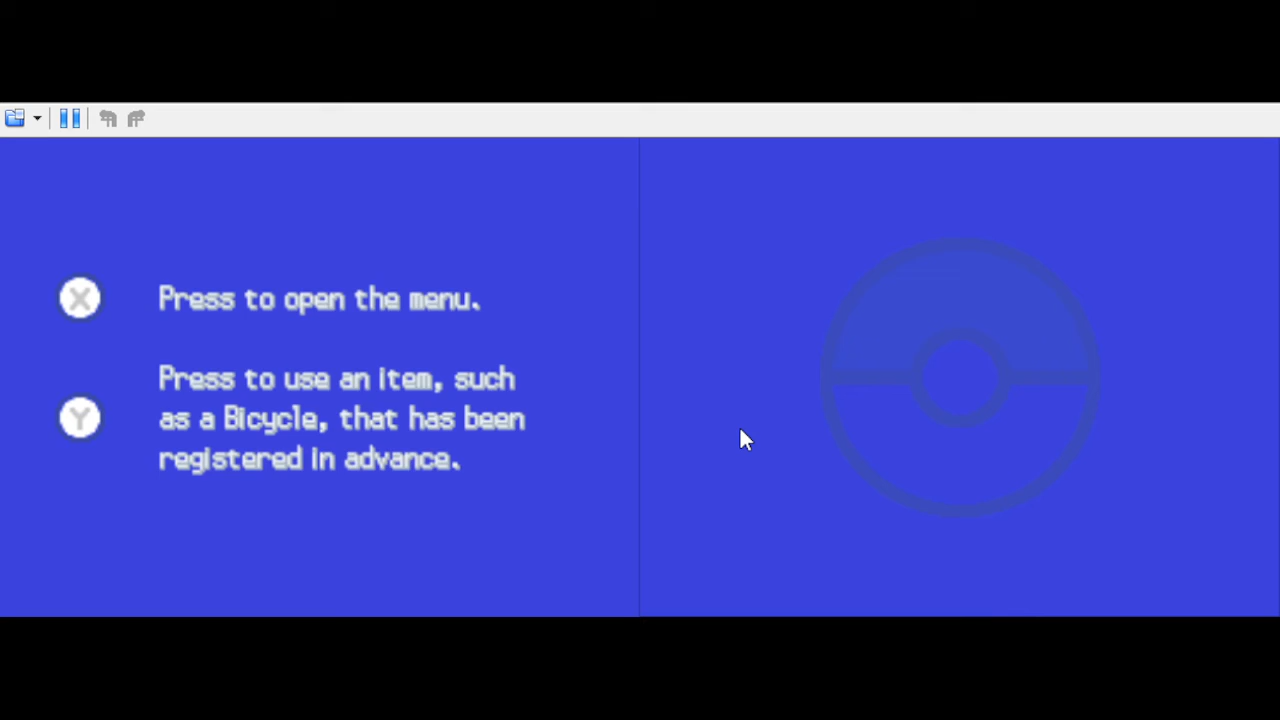 X Press to open the menu.
Press to use an item, such
Y as a Bicycle, that has been
registered in advance.